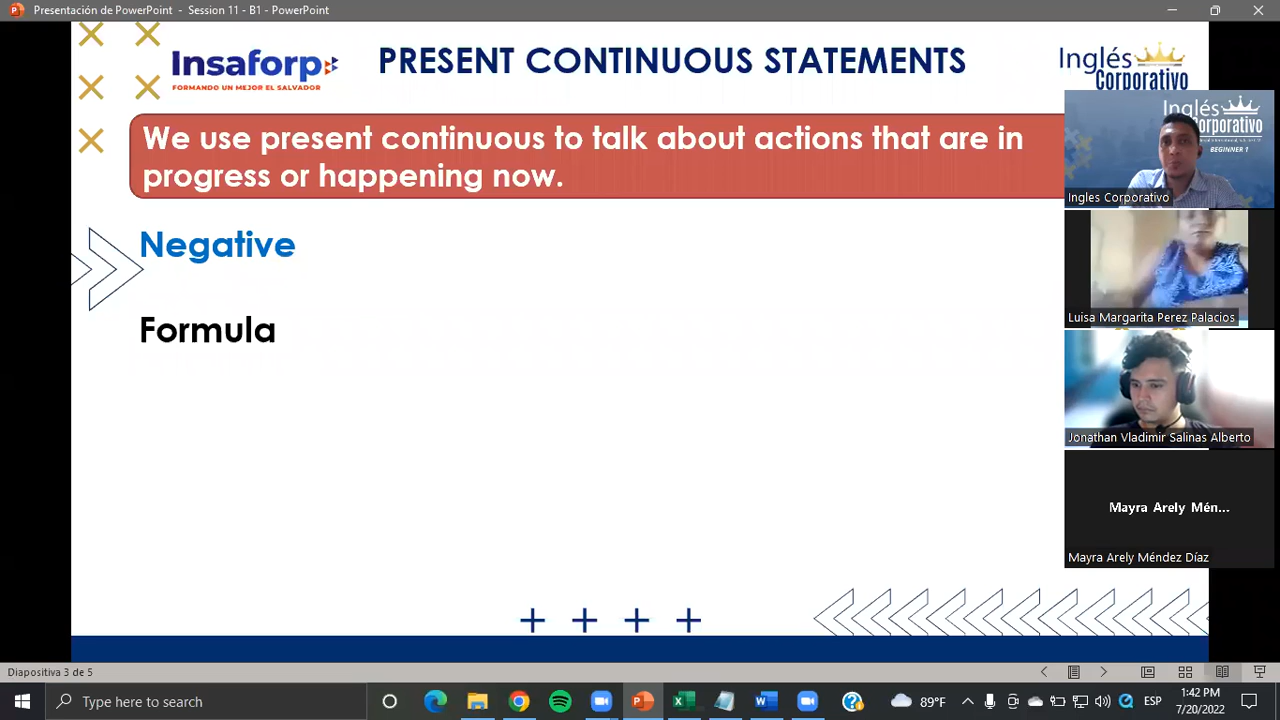 Presentación de PowerPoint - Session 11 - B1 - PowerPoint
Insaforp
FORMANDO UN MEJOR EL SALVADOR
PRESENT CONTINUOUS STATEMENTS
Inglés
Corporativo
We use present continuous to talk about actions that are in
progress or happening now.
Negative
Formula
Inglés
Corporativo
BEGINNER 1
Ingles Corporativo
Luisa Margarita Perez Palacios
Jonathan Vladimir Salinas Alberto
Mayra Arely Mén...
Mayra Arely Méndez Díaz
Diapositiva 3 de 5
Type here to search
89°F
ESP
1:42 PM
7/20/2022